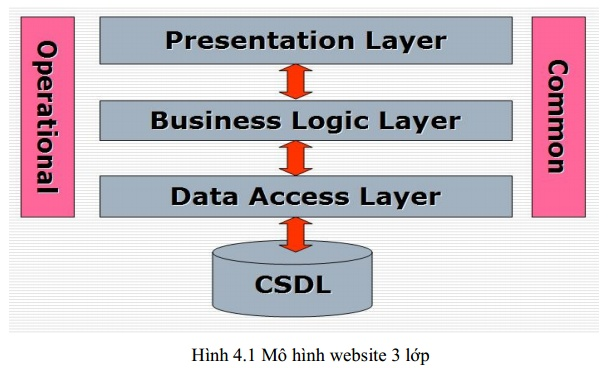 Operational
Presentation Layer
Business Logic Layer
Data Access Layer
CSDL
Common
Hình 4.1 Mô hình website 3 lớp